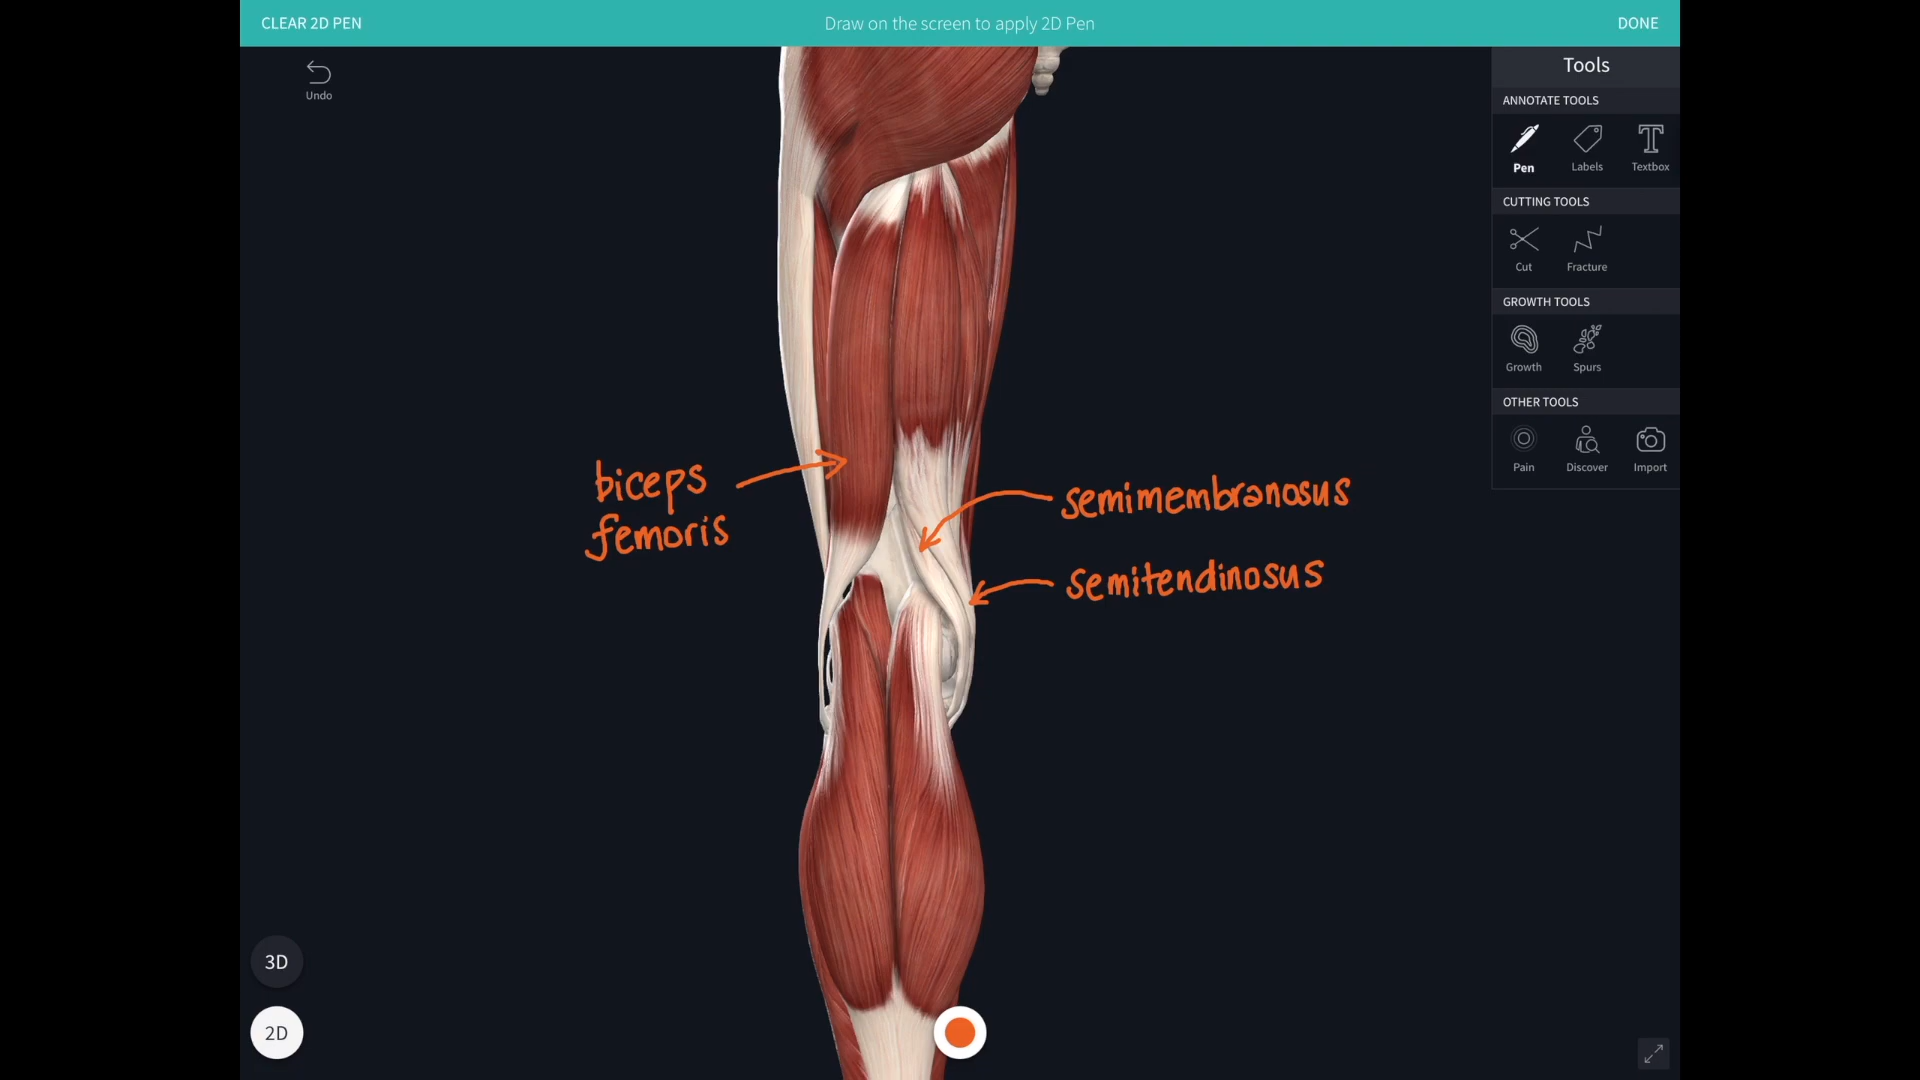 CLEAR 2D PEN
Draw on the screen to apply 2D Pen
DONE
Undo
Tools
ANNOTATE TOOLS
Pen
Labels
Textbox
CUTTING TOOLS
Cut
Fracture
GROWTH TOOLS
Growth
Spurs
OTHER TOOLS
Pain
Discover
Import
biceps
femoris
semimembranosus
semitendinosus
3D
2D